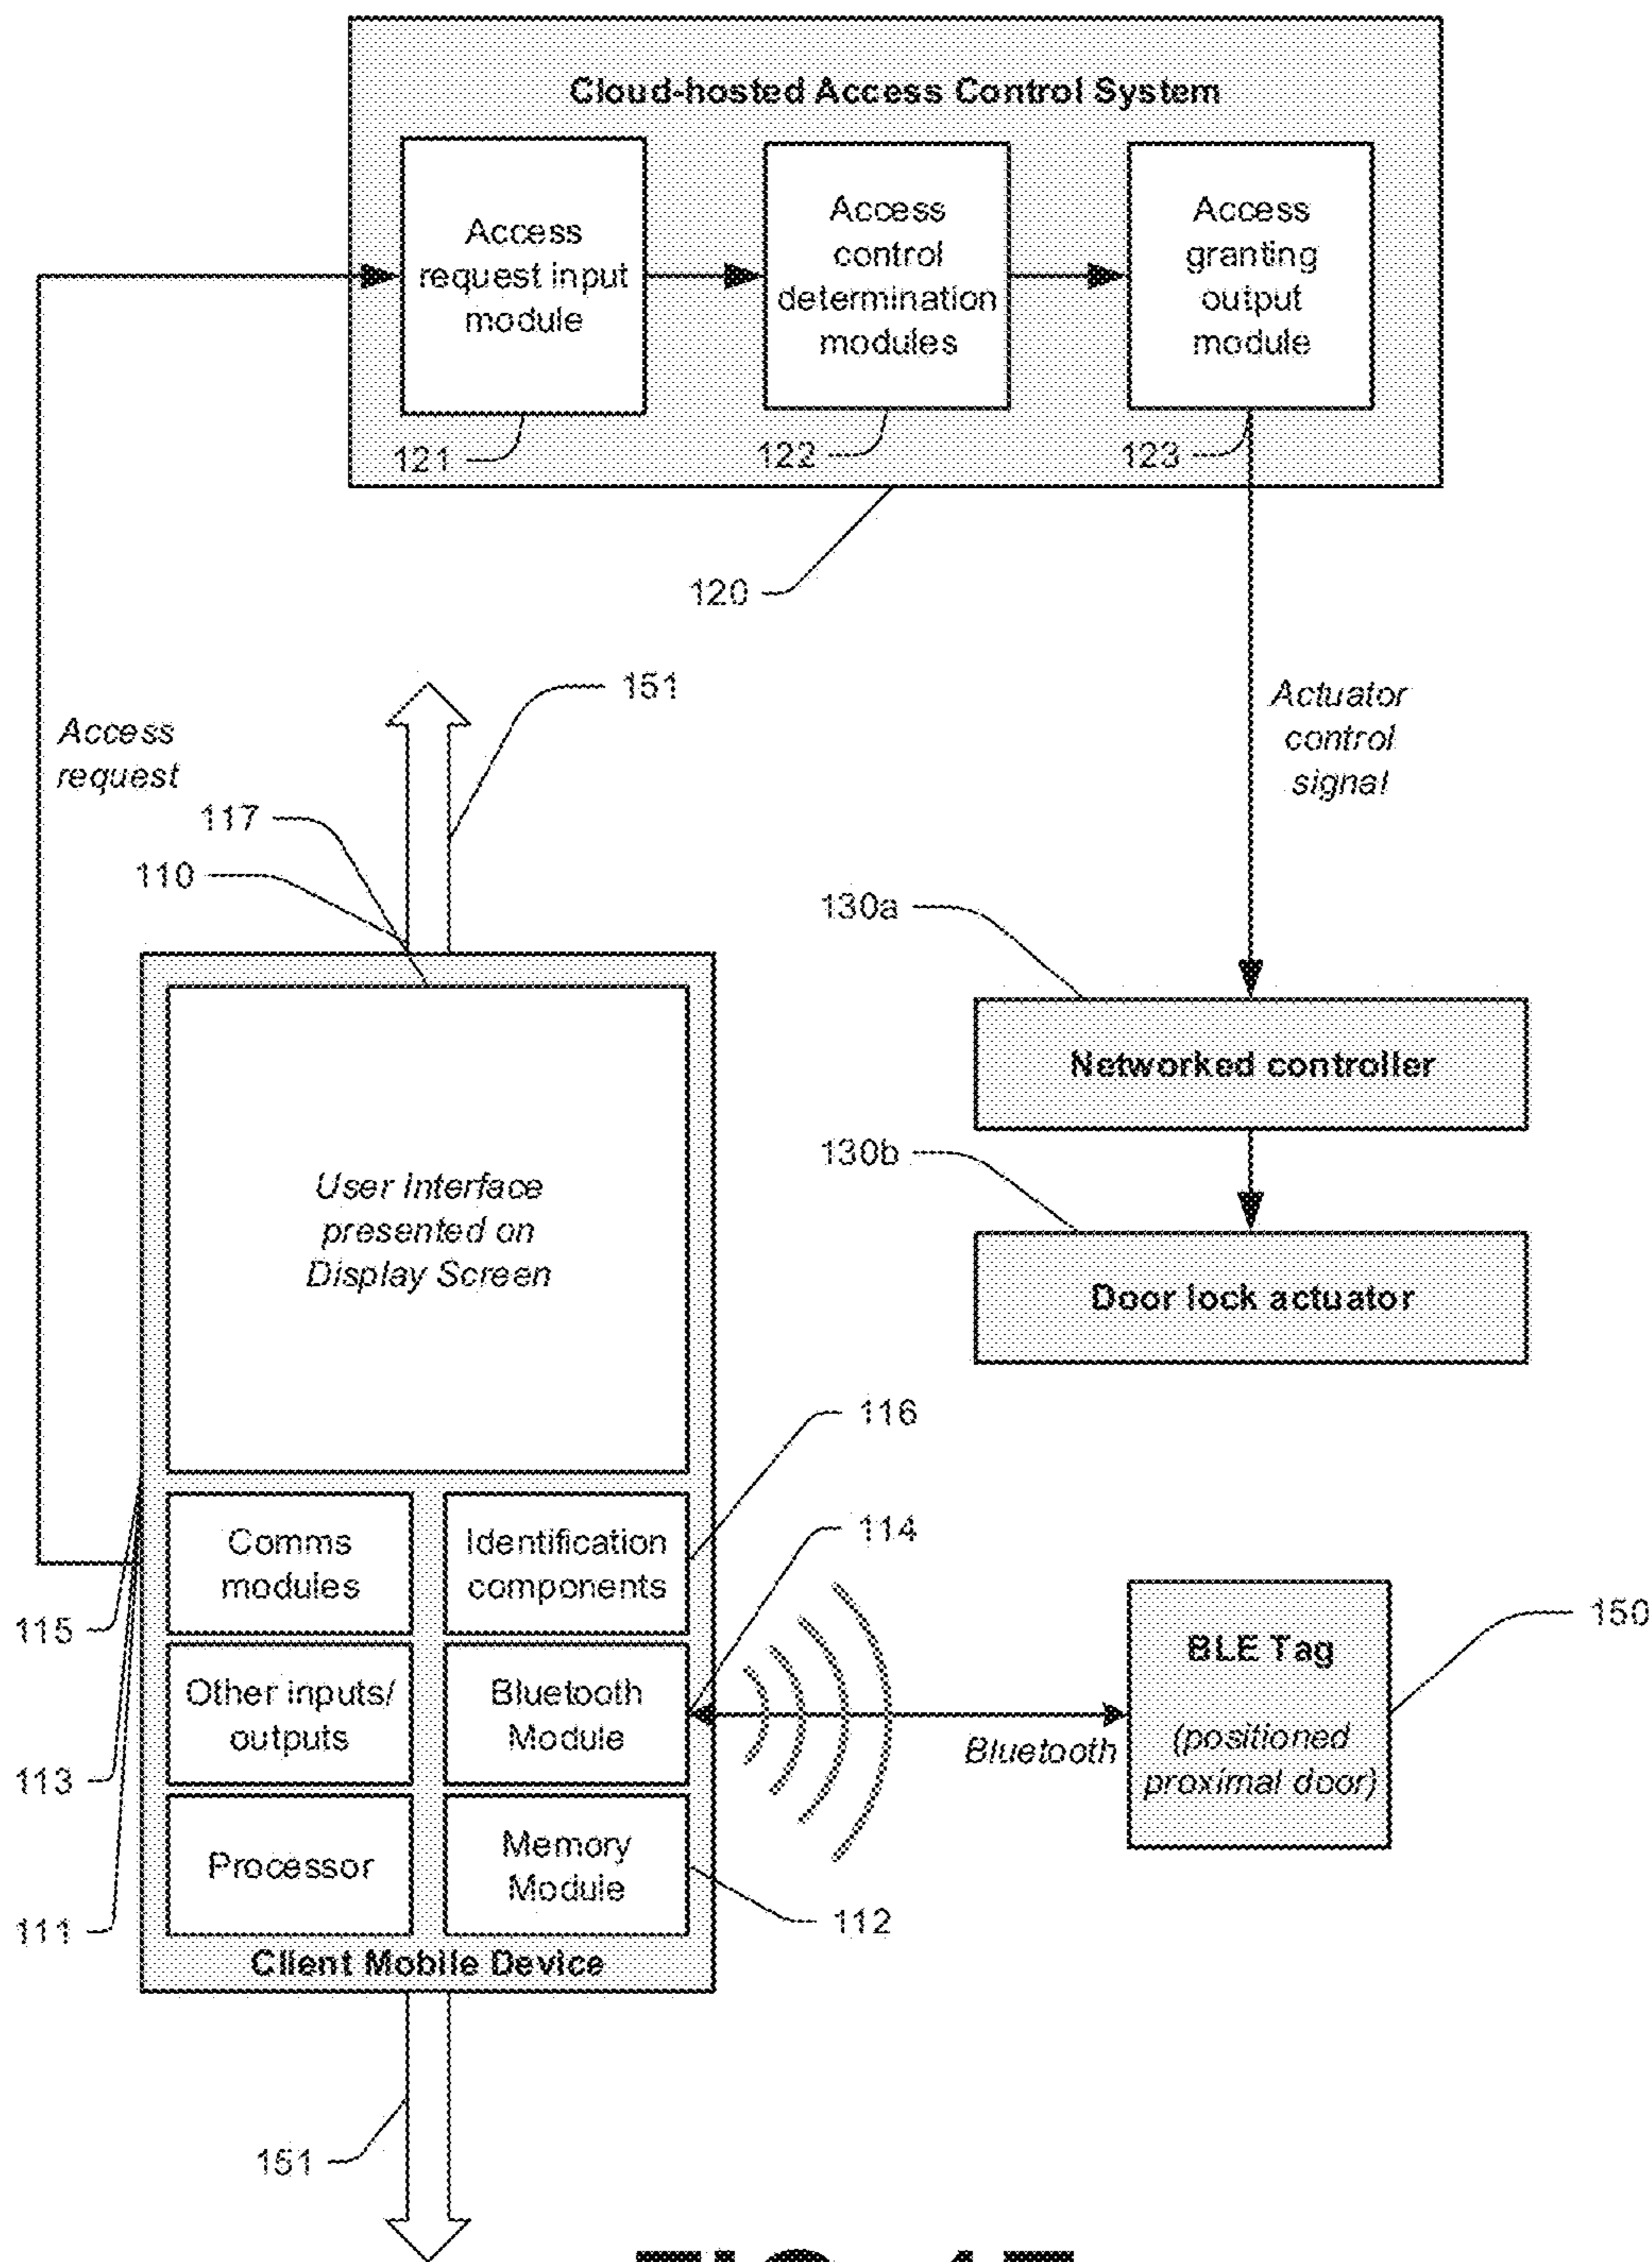 Cloud-hosted Access Control System
Access
request input
module
Access
control
determination
modules
Access
granting
output
module
121
122
123
120
151
Access
request
Actuator
control
signal
117
110
130a
Networked controller
130b
User Interface
presented on
Display Screen
Door lock actuator
116
Comms
modules
Identification
components
114
115
150
BLE Tag
Other inputs/
outputs
Bluetooth
Module
Bluetooth
(positioned
proximal door)
113
Processor
Memory
Module
111
112
Client Mobile Device
151